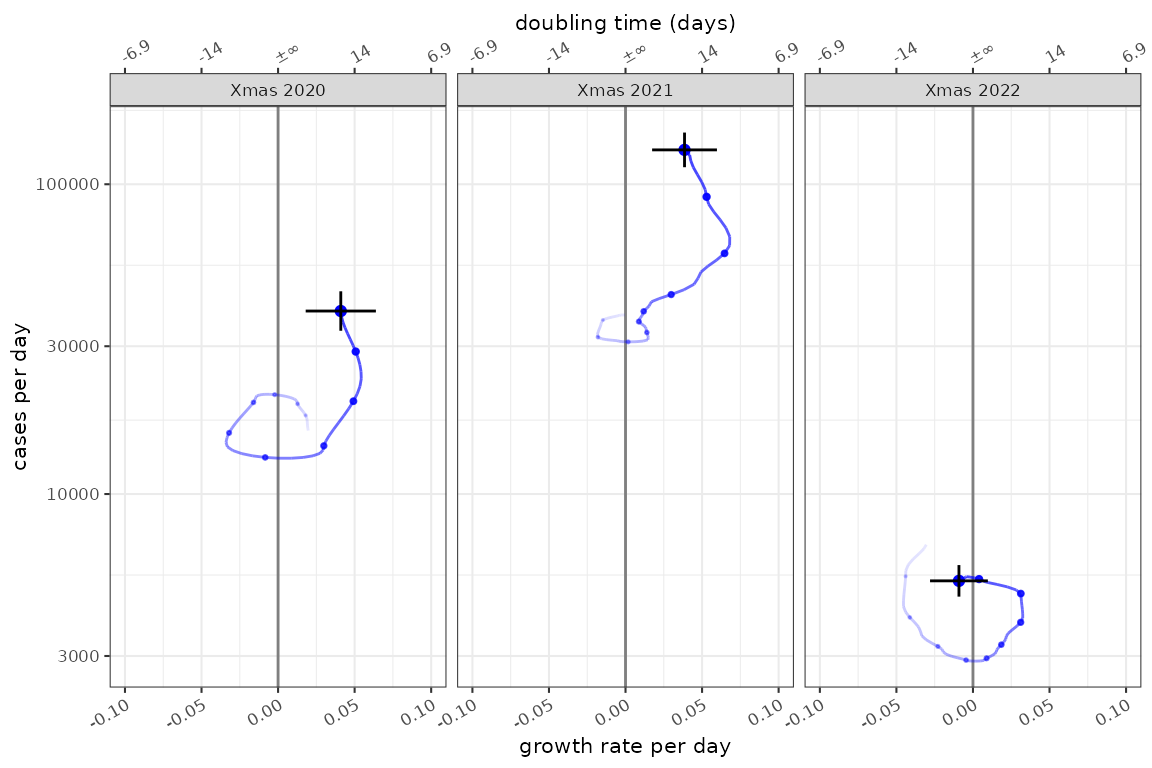 doubling time (days)
-6.9 -14 ±∞ 14 6.9 -6.9 -14 ±∞ 14 6.9 -6.9 -14 ±∞ 14 6.9
Xmas 2020 Xmas 2021 Xmas 2022
100000
30000
10000
3000
cases per day
-0.10 -0.05 0.00 0.05 0.10 -0.10 -0.05 0.00 0.05 0.10 -0.10 -0.05 0.00 0.05 0.10
growth rate per day